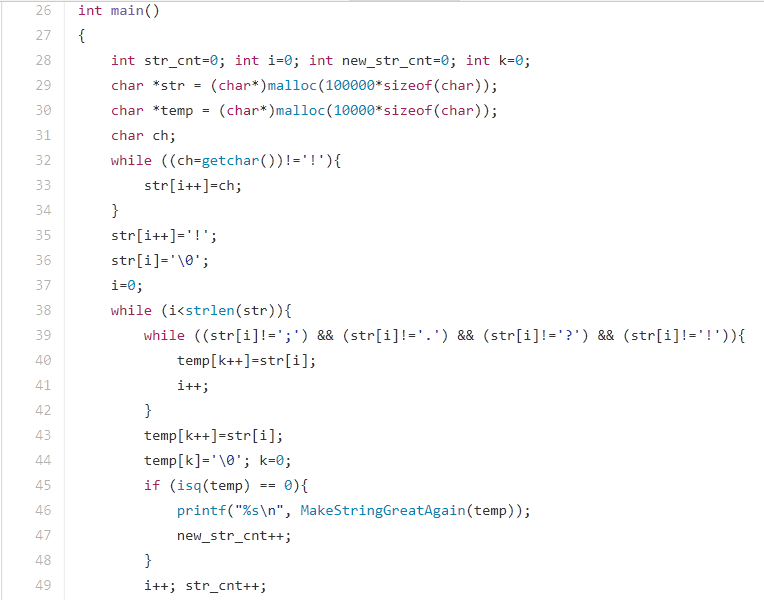 26 int main()
27 {
28 int str_cnt=0; int i=0; int new_str_cnt=0; int k=0;
29 char *str = (char*)malloc(100000*sizeof(char));
30 char *temp = (char*)malloc(10000*sizeof(char));
31 char ch;
32 while ((ch=getchar())!='!'){
33 str[i++]=ch;
34 }
35 str[i++]='!';
36 str[i]='\0';
37 i=0;
38 while (i<strlen(str)){
39 while ((str[i]!=';') && (str[i]!='.') && (str[i]!='?') && (str[i]!='!')){
40 temp[k++]=str[i];
41 i++;
42 }
43 temp[k++]=str[i];
44 temp[k]='\0'; k=0;
45 if (isq(temp) == 0){
46 printf("%s\n", MakeStringGreatAgain(temp));
47 new_str_cnt++;
48 }
49 i++; str_cnt++;